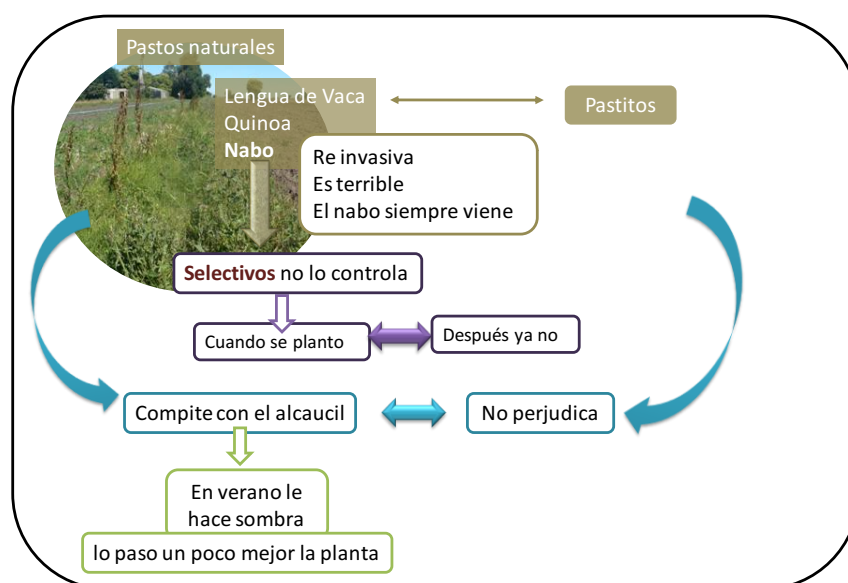 Pastos naturales
Lengua de Vaca
Quinoa
Nabo
Pastitos
Re invasiva
Es terrible
El nabo siempre viene
Selectivos no lo controla
Cuando se planto
Después ya no
Compite con el alcaucil
No perjudica
En verano le
hace sombra
lo paso un poco mejor la planta